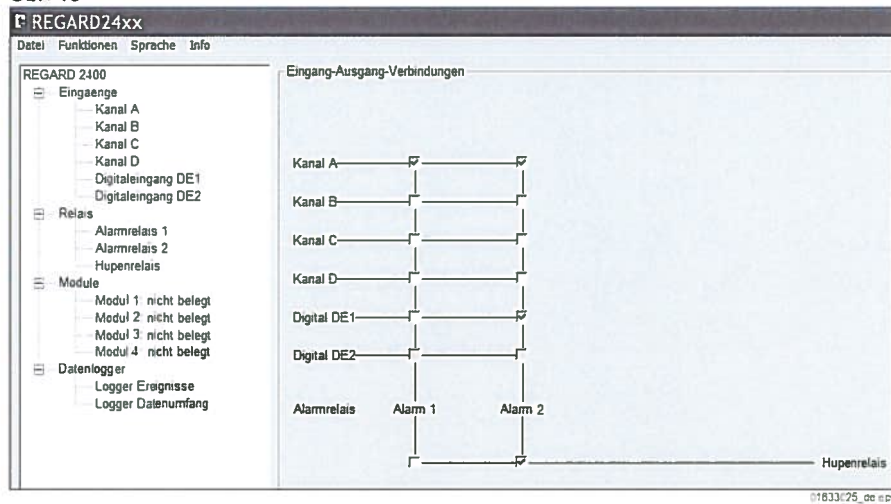 REGARD24xx
Datei Funktionen Sprache Info
REGARD 2400
Eingaenge
Kanal A
Kanal B
Kanal C
Kanal D
Digitaleingang DE1
Digitaleingang DE2
Relais
Alarmrelais 1
Alarmrelais 2
Hupenrelais
Module
Modul 1: nicht belegt
Modul 2: nicht belegt
Modul 3: nicht belegt
Modul 4: nicht belegt
Datenlogger
Logger Ereignisse
Logger Datenumfang
Eingang-Ausgang-Verbindungen
Kanal A
Kanal B
Kanal C
Kanal D
Digital DE1
Digital DE2
Alarmrelais Alarm 1 Alarm 2
Hupenrelais